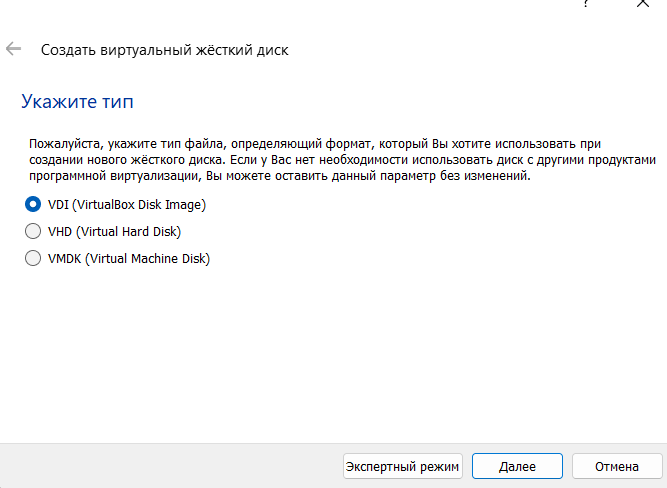 ?
Создать виртуальный жёсткий диск
Укажите тип
Пожалуйста, укажите тип файла, определяющий формат, который Вы хотите использовать при
создании нового жёсткого диска. Если у Вас нет необходимости использовать диск с другими продуктами
программной виртуализации, Вы можете оставить данный параметр без изменений.
VDI (VirtualBox Disk Image)
VHD (Virtual Hard Disk)
VMDK (Virtual Machine Disk)
Экспертный режим Далее Отмена